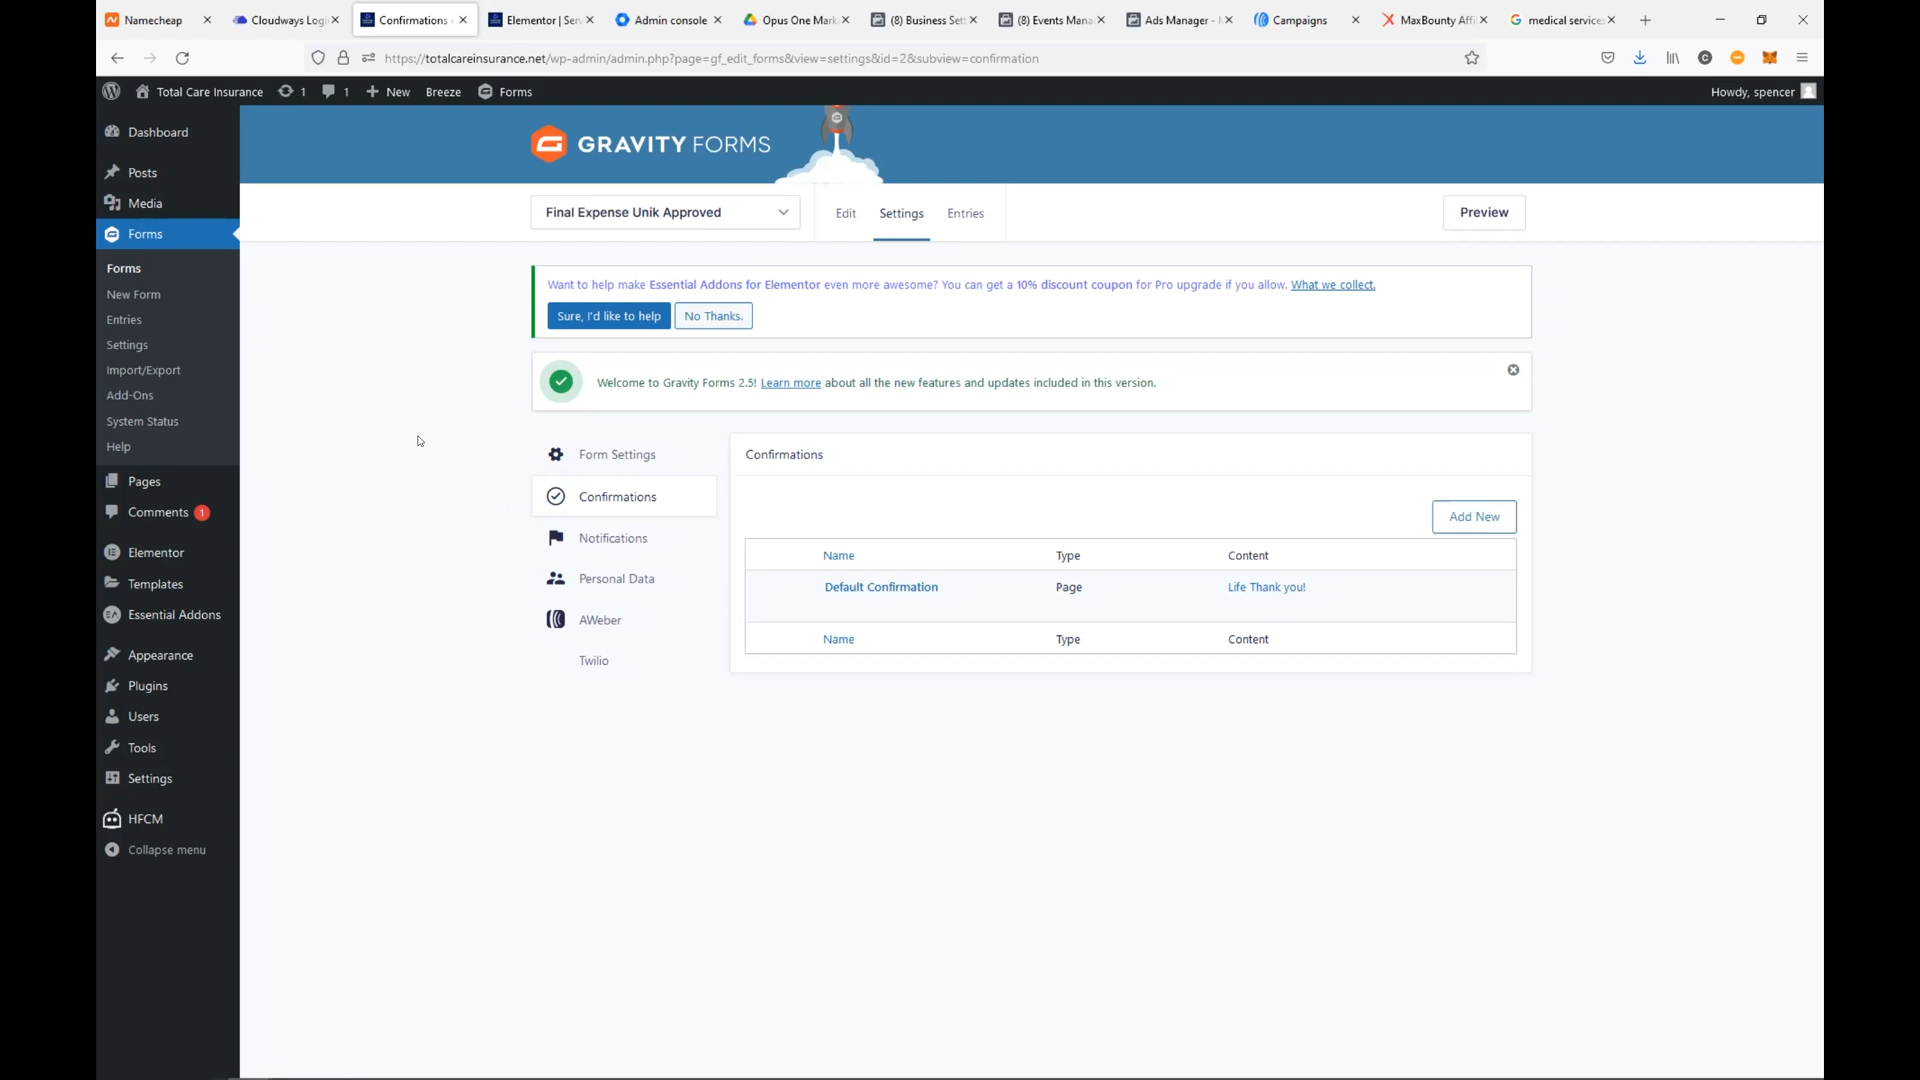 Namecheap
Cloudways Logi
Confirmations
Elementor | Serv
Admin console
Opus One Mark
(8) Business Set
(8) Events Mana
Ads Manager -
Campaigns
MaxBounty Affi
medical services
https://totalcareinsurance.net/wp-admin/admin.php?page=gf_edit_forms&view=settings&id=2&subview=confirmation
Total Care Insurance
1
1
New
Breeze
Forms
Howdy, spencer
Dashboard
Posts
Media
Forms
Forms
New Form
Entries
Settings
Import/Export
Add-Ons
System Status
Help
Pages
Comments 1
Elementor
Templates
Essential Addons
Appearance
Plugins
Users
Tools
Settings
HFCM
Collapse menu
GRAVITY FORMS
Final Expense Unik Approved
Edit
Settings
Entries
Preview
Want to help make Essential Addons for Elementor even more awesome? You can get a 10% discount coupon for Pro upgrade if you allow. What we collect.
Sure, I'd like to help
No Thanks.
Welcome to Gravity Forms 2.5! Learn more about all the new features and updates included in this version.
Form Settings
Confirmations
Notifications
Personal Data
AWeber
Twilio
Confirmations
Add New
Name Type Content
Default Confirmation Page Life Thank you!
Name Type Content